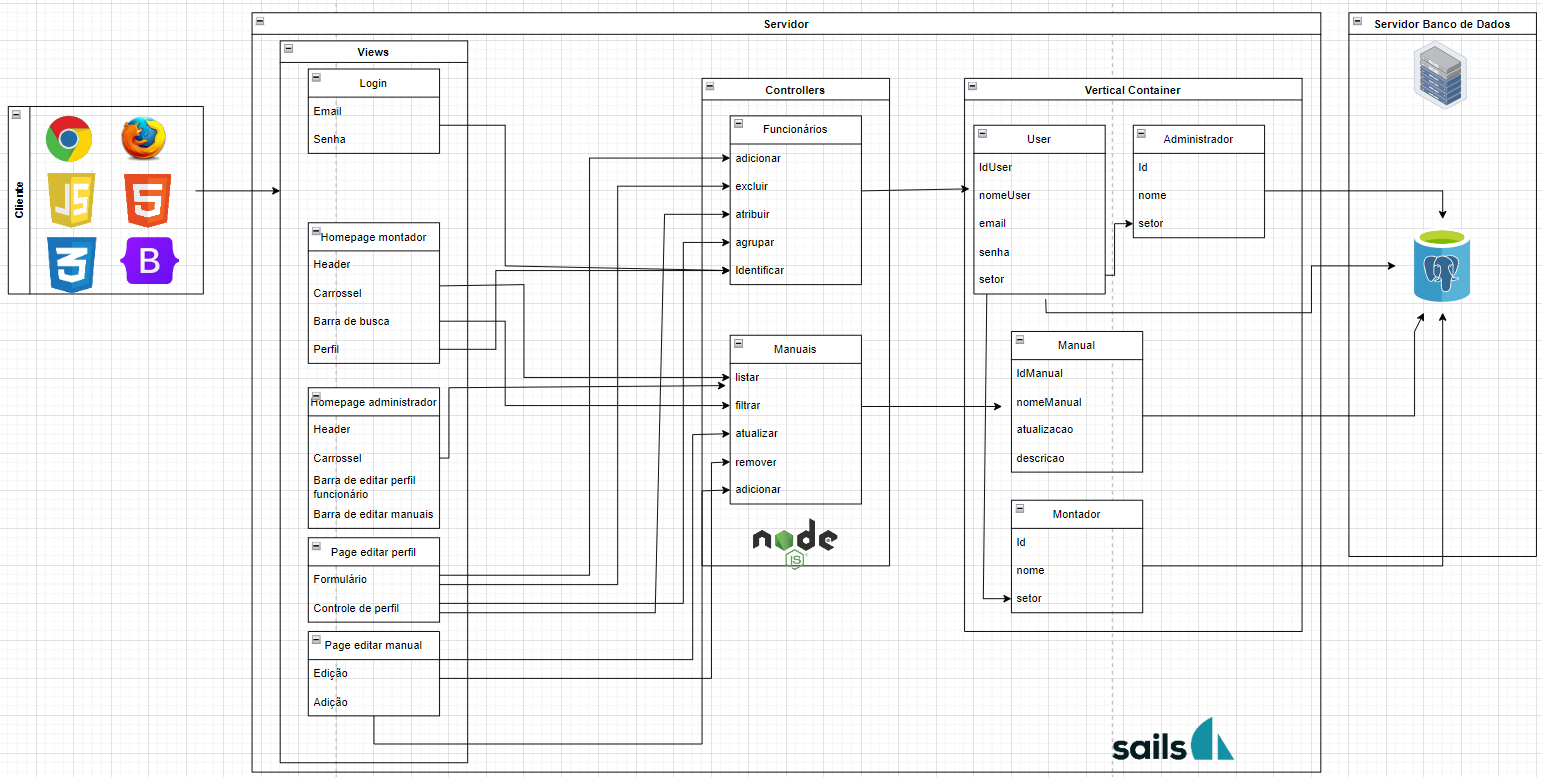 Servidor
Servidor Banco de Dados
Cliente
JS
5
3
B
Views
Login
Email
Senha
Homepage montador
Header
Carrossel
Barra de busca
Perfil
Homepage administrador
Header
Carrossel
Barra de editar perfil
funcionário
Barra de editar manuais
Page editar perfil
Formulário
Controle de perfil
Page editar manual
Edição
Adição
Controllers
Funcionários
adicionar
excluir
atribuir
agrupar
Identificar
Manuais
listar
filtrar
atualizar
remover
adicionar
node
JS
Vertical Container
User
IdUser
nomeUser
email
senha
setor
Administrador
Id
nome
setor
Manual
IdManual
nomeManual
atualizacao
descricao
Montador
Id
nome
setor
sails